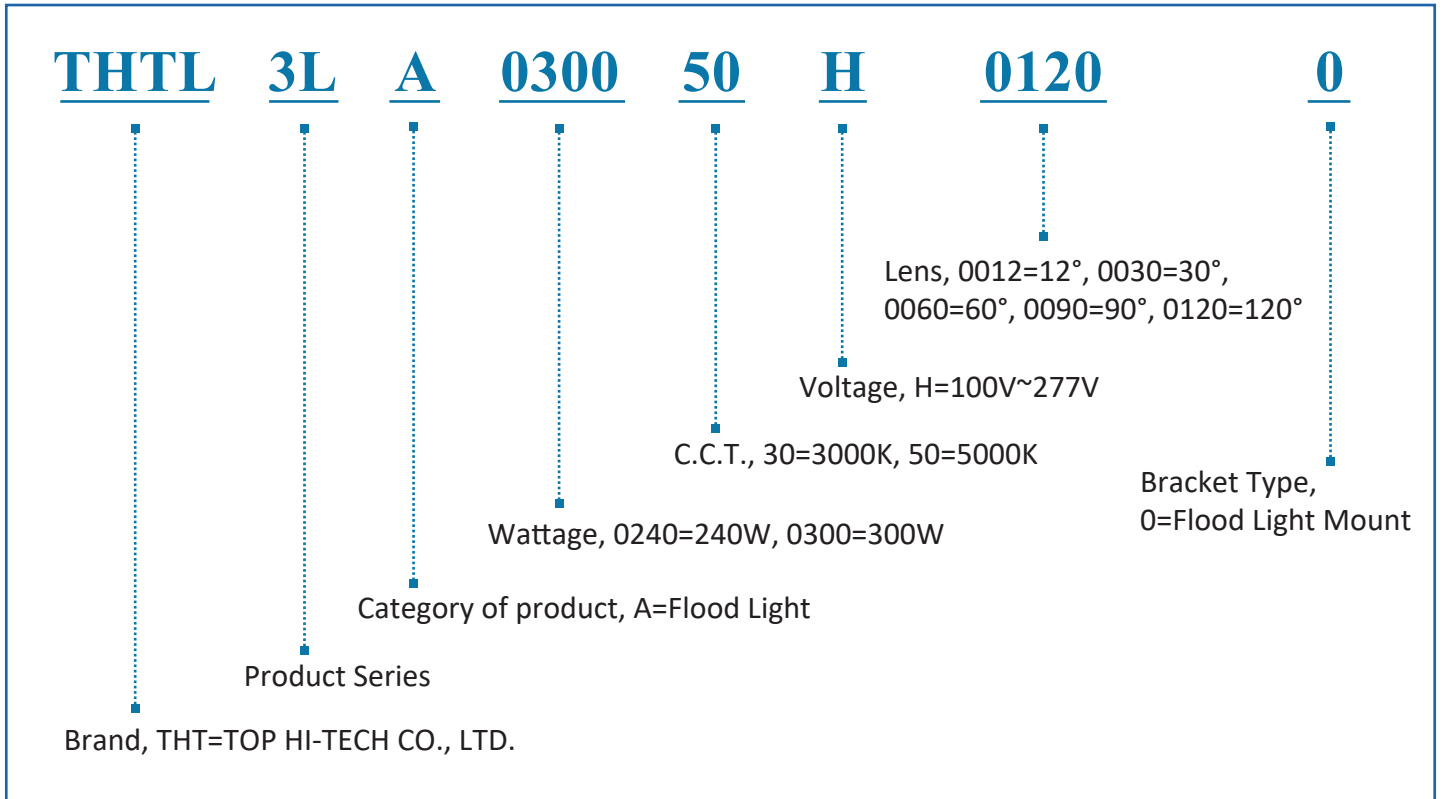 THTL 3L A 0300 50 H 0120 0
Lens, 0012=12°, 0030=30°,
0060=60°, 0090=90°, 0120=120°
Voltage, H=100V~277V
C.C.T., 30=3000K, 50=5000K
Bracket Type,
0=Flood Light Mount
Wattage, 0240=240W, 0300=300W
Category of product, A=Flood Light
Product Series
Brand, THT=TOP HI-TECH CO., LTD.